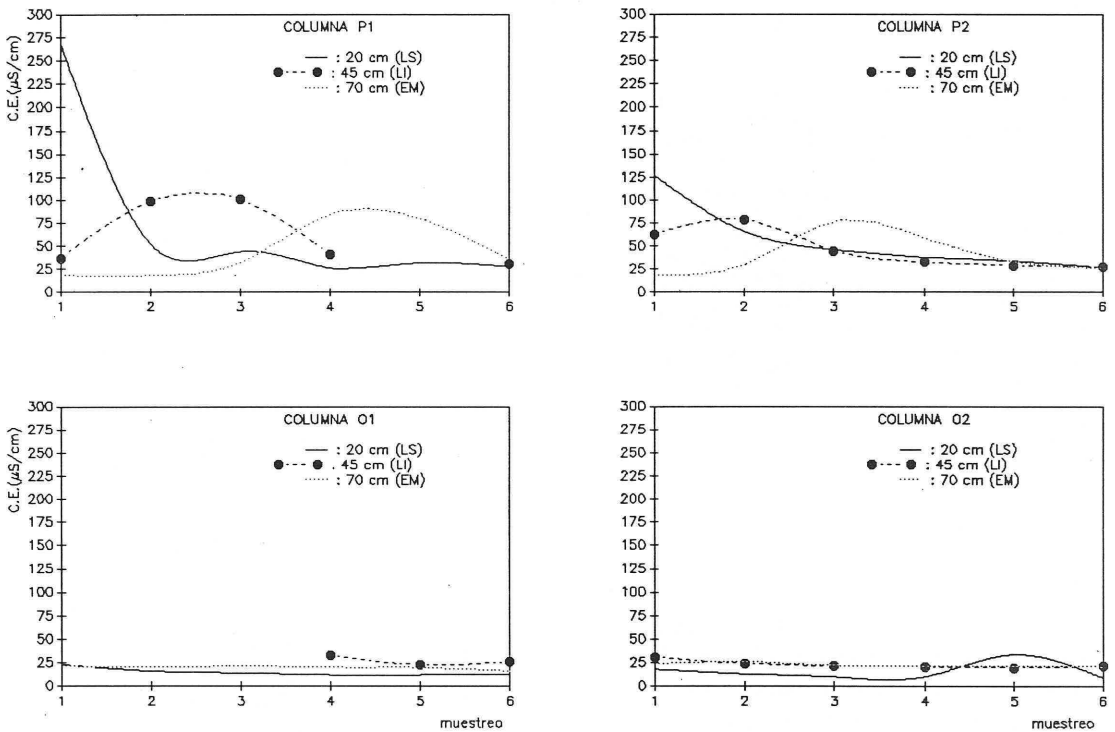 COLUMNA P1
: 20 cm (LS)
: 45 cm (LI)
: 70 cm (EM)
C.E.(µS/cm)
300
275
250
225
200
175
150
125
100
75
50
25
0
1 2 3 4 5 6
COLUMNA P2
: 20 cm (LS)
: 45 cm (LI)
: 70 cm (EM)
300
275
250
225
200
175
150
125
100
75
50
25
0
1 2 3 4 5 6
COLUMNA O1
: 20 cm (LS)
. 45 cm (LI)
: 70 cm (EM)
C.E.(µS/cm)
300
275
250
225
200
175
150
125
100
75
50
25
0
1 2 3 4 5 6
muestreo
COLUMNA O2
: 20 cm (LS)
: 45 cm (LI)
: 70 cm (EM)
300
275
250
225
200
175
150
125
100
75
50
25
0
1 2 3 4 5 6
muestreo